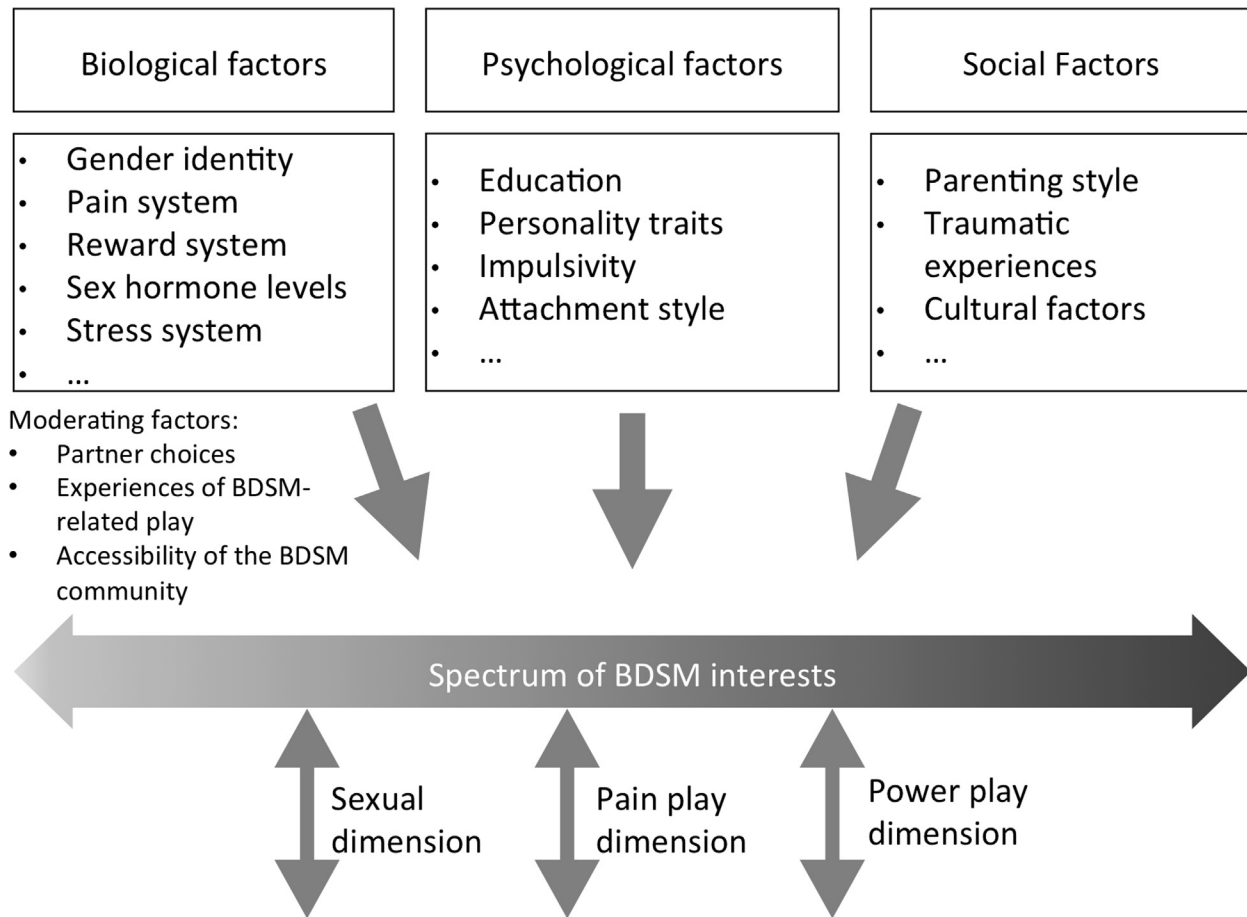 Biological factors
Psychological factors
Social Factors
• Gender identity
• Pain system
• Reward system
• Sex hormone levels
• Stress system
• ...
• Education
• Personality traits
• Impulsivity
• Attachment style
• ...
• Parenting style
• Traumatic
experiences
• Cultural factors
• ...
Moderating factors:
• Partner choices
• Experiences of BDSM-
related play
• Accessibility of the BDSM
community
Spectrum of BDSM interests
Sexual
dimension
Pain play
dimension
Power play
dimension